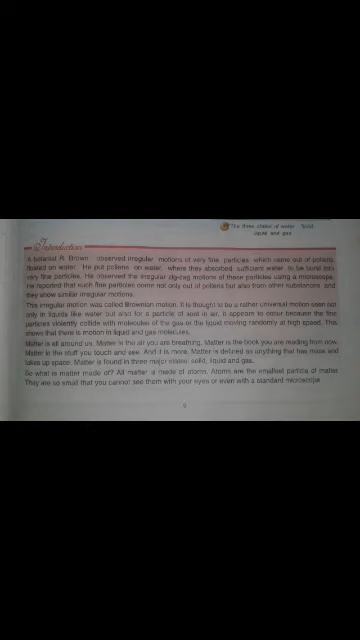 The three states of water 'Solid,
liquid and gas
Introduction
A botanist R. Brown observed irregular motions of very fine particles which came out of pollens
floated on water. He put pollens on water, where they absorbed sufficient water to be burst into
very fine particles. He observed the irregular zig-zag motions of these particles using a microscope.
He reported that such fine particles come not only out of pollens but also from other substances and
they show similar irregular motions.
This irregular motion was called Brownian motion. It is thought to be a rather universal motion seen not
only in liquids like water but also for a particle of soot in air. It appears to occur because the fine
particles violently collide with molecules of the gas or the liquid moving randomly at high speed. This
shows that there is motion in liquid and gas molecules.
Matter is all around us. Matter is the air you are breathing. Matter is the book you are reading from now.
Matter is the stuff you touch and see. And it is more. Matter is defined as anything that has mass and
takes up space. Matter is found in three major states; solid, liquid and gas.
So what is matter made of? All matter is made of atoms. Atoms are the smallest particle of matter.
They are so small that you cannot see them with your eyes or even with a standard microscope
9